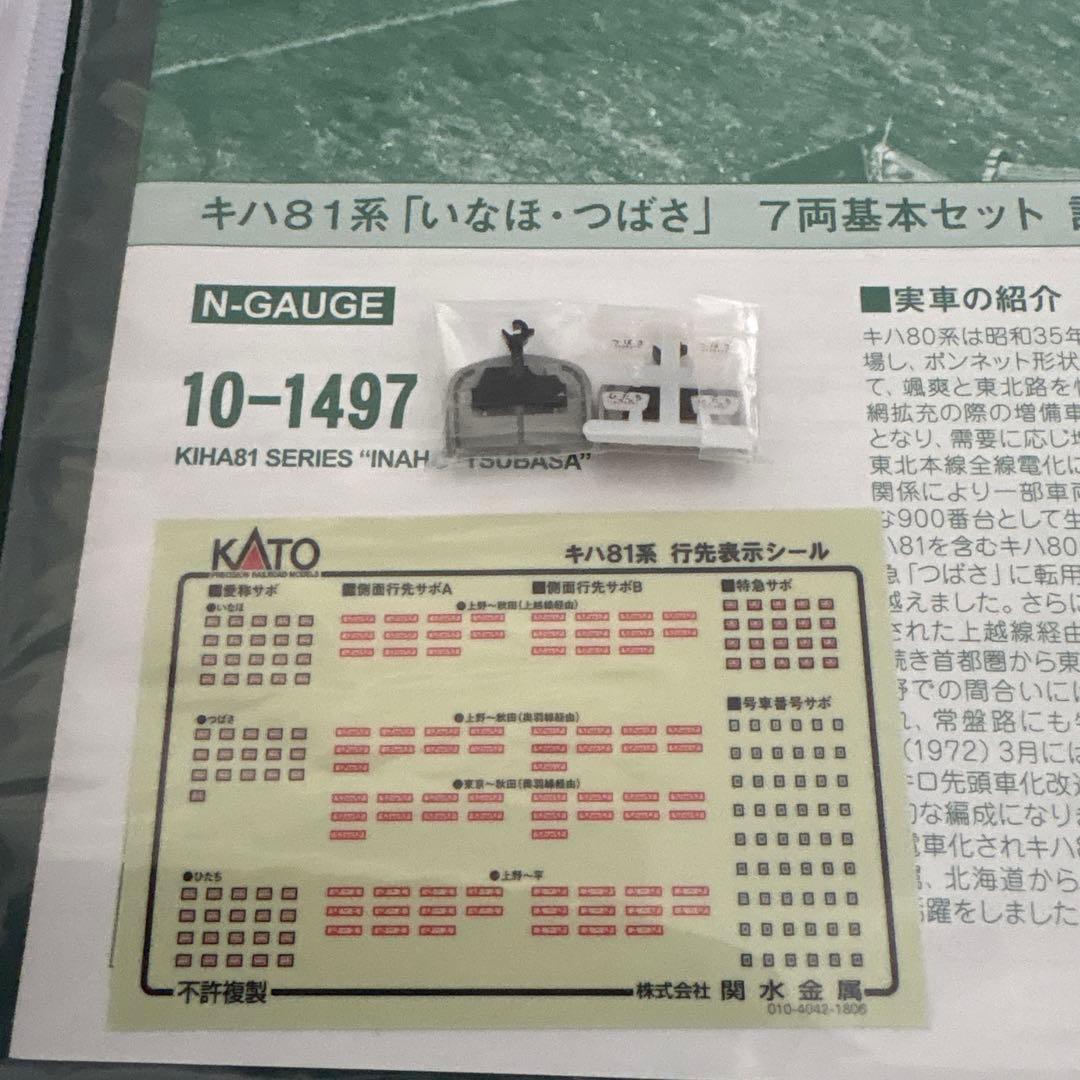 キハ81系「いなほ・つばさ」 7両基本セット
N-GAUGE
10-1497
KIHA81 SERIES "INAH TSUBASA"
■実車の紹介
キハ80系は昭和35年
場し、ボンネット形状
て、颯爽と東北路を
網拡充の際の増備車
となり、需要に応じ
東北本線全線電化に
関係により一部車両
な900番台として生
ハ81を含むキハ80
急「つばさ」に転用
越えました。さらに
された上越線経由
続き首都圏から東
野での間合いには
れ、常盤路にも
(1972)3月には
キロ先頭車化改造
的な編成になり
電車化されキハ
、北海道から
活躍をしました
KATO
PRECISION RAILROAD MODELS
キハ81系 行先表示シール
■愛称サボ
■側面行先サボA
■側面行先サボB
■特急サボ
●いなほ
●上野～秋田(上越線経由)
■号車番号サボ
●つばさ
●上野～秋田(奥羽線経由)
●東京～秋田(奥羽線経由)
●ひたち
●上野～平
不許複製
株式会社 関水金属
010-4042-1806